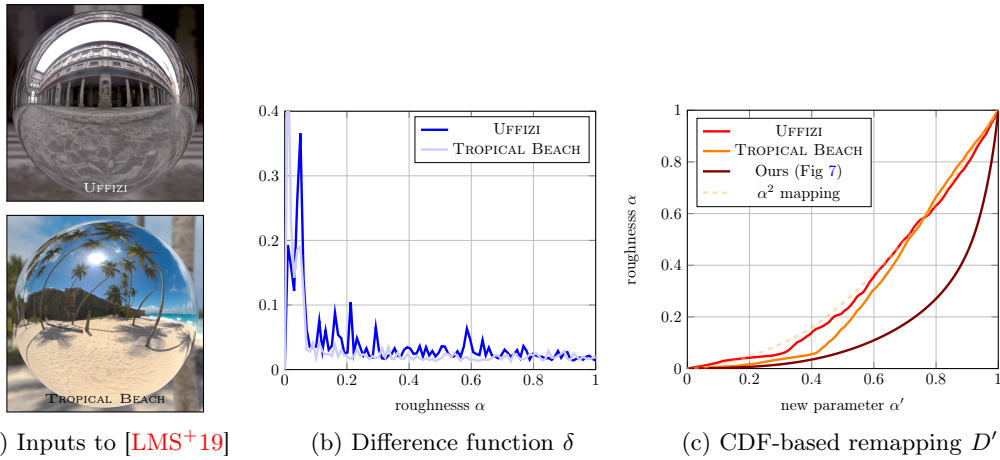 UFFIZI
TROPICAL BEACH
) Inputs to [LMS+19]
0.4
0.3
0.2
0.1
0
0 0.2 0.4 0.6 0.8 1
UFFIZI
TROPICAL BEACH
roughnesss α
(b) Difference function δ
1
0.8
0.6
0.4
0.2
0
0 0.2 0.4 0.6 0.8 1
roughnesss α
UFFIZI
TROPICAL BEACH
Ours (Fig 7)
α² mapping
new parameter α′
(c) CDF-based remapping D′